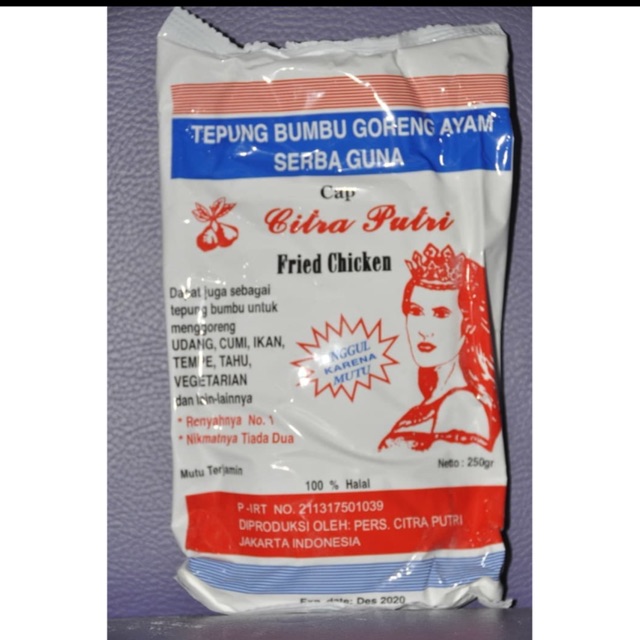 TEPUNG BUMBU GORENG AYAM
SERBA GUNA
Cap
Citra Putri
Fried Chicken
Dapat juga sebagai
tepung bumbu untuk
menggoreng
UDANG, CUMI, IKAN,
TEMPE, TAHU,
VEGETARIAN
dan lain-lainnya
* Renyahnya No. 1
* Nikmatnya Tiada Dua
UNGGUL
KARENA
MUTU
Mutu Terjamin
Netto : 250gr
100 % Halal
P-IRT NO. 211317501039
DIPRODUKSI OLEH: PERS. CITRA PUTRI
JAKARTA INDONESIA
Exp. date: Des 2020